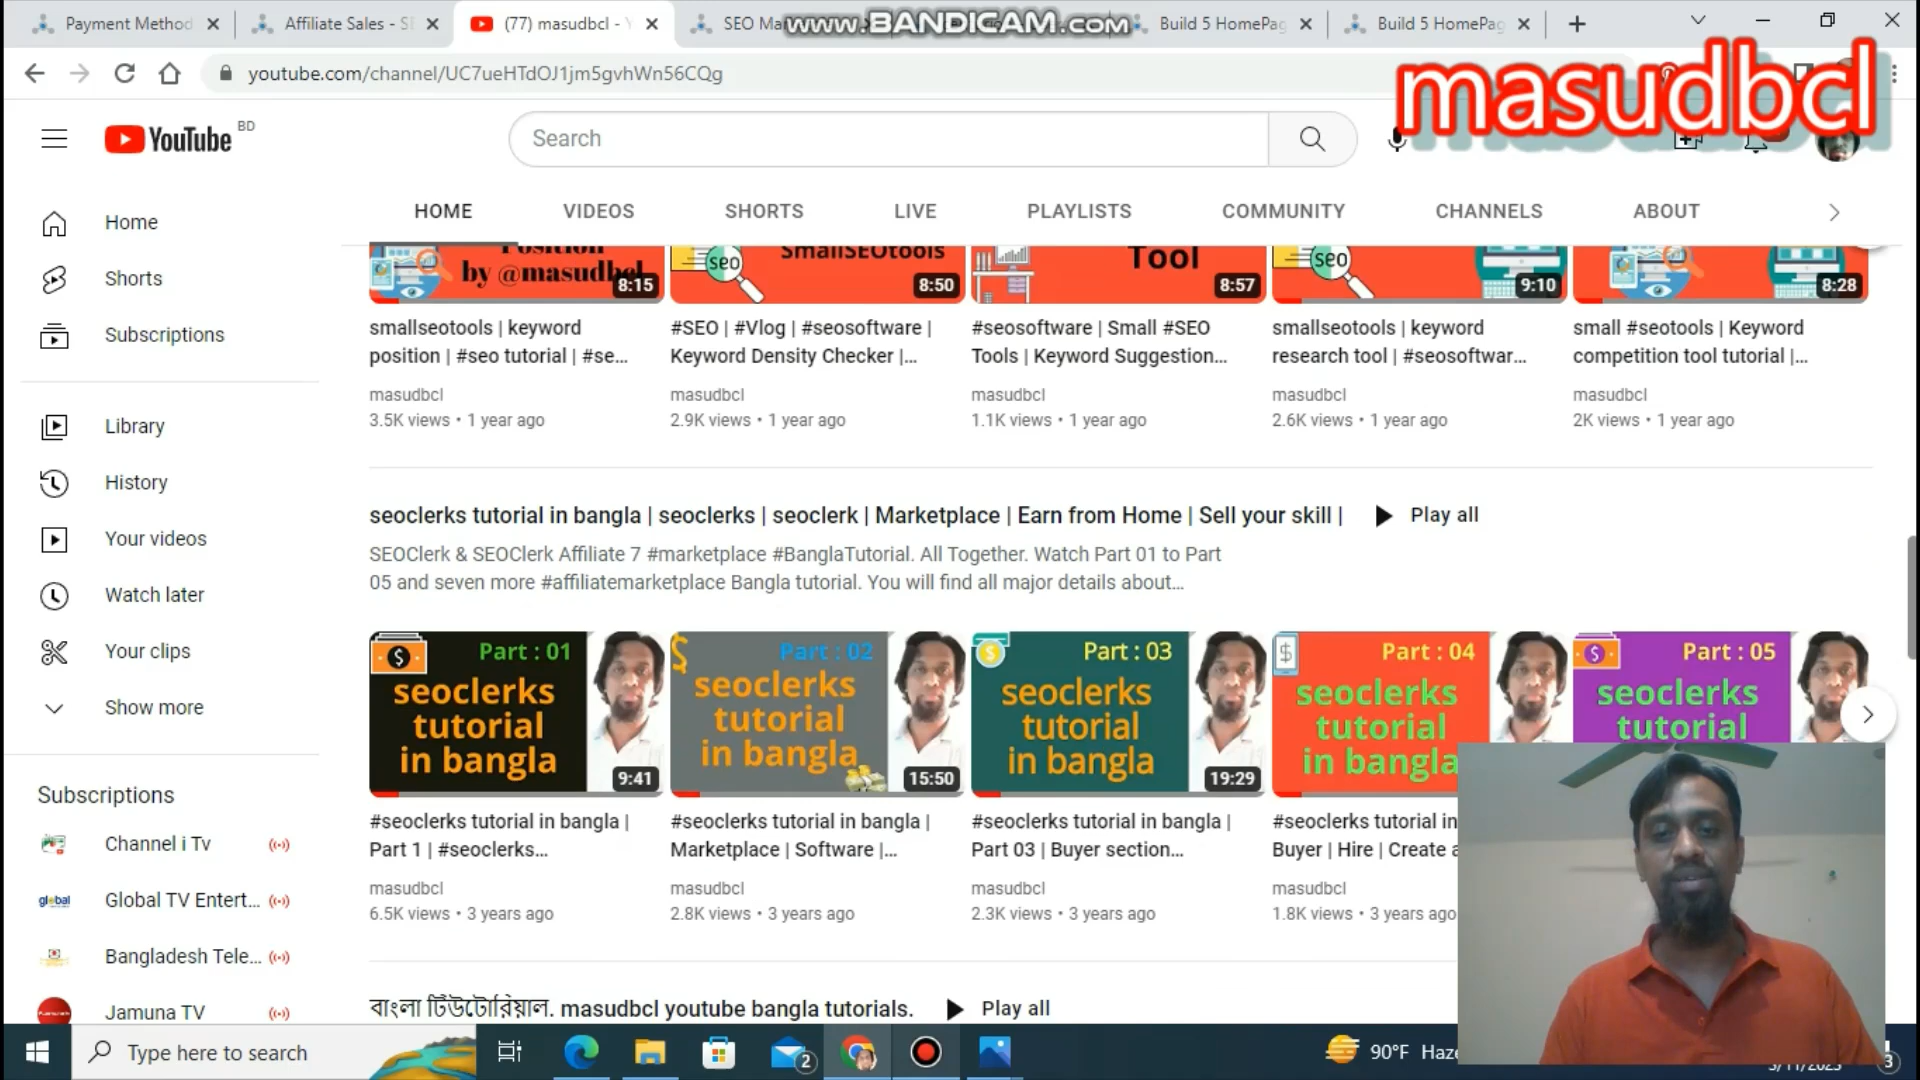 Payment Method
Affiliate Sales - SE
(77) masudbcl - Y
SEO Ma
www.BANDICAM.com
Build 5 HomePag
Build 5 HomePag
youtube.com/channel/UC7ueHTdOJ1jm5gvhWn56CQg
masudbcl
YouTube BD
Search
HOME VIDEOS SHORTS LIVE PLAYLISTS COMMUNITY CHANNELS ABOUT
Home
Shorts
Subscriptions
Library
History
Your videos
Watch later
Your clips
Show more
Subscriptions
Channel i Tv
global
Global TV Entert...
Bangladesh Tele...
Jamuna TV
Position
by @masudbcl
8:15
smallseotools | keyword
position | #seo tutorial | #se...
masudbcl
3.5K views • 1 year ago
seo
SmallSEOtools
8:50
#SEO | #Vlog | #seosoftware |
Keyword Density Checker |...
masudbcl
2.9K views • 1 year ago
Tool
8:57
#seosoftware | Small #SEO
Tools | Keyword Suggestion...
masudbcl
1.1K views • 1 year ago
seo
9:10
smallseotools | keyword
research tool | #seosoftwar...
masudbcl
2.6K views • 1 year ago
8:28
small #seotools | Keyword
competition tool tutorial |...
masudbcl
2K views • 1 year ago
seoclerks tutorial in bangla | seoclerks | seoclerk | Marketplace | Earn from Home | Sell your skill |
Play all
SEOClerk & SEOClerk Affiliate 7 #marketplace #BanglaTutorial. All Together. Watch Part 01 to Part
05 and seven more #affiliatemarketplace Bangla tutorial. You will find all major details about...
Part : 01
seoclerks
tutorial
in bangla
9:41
#seoclerks tutorial in bangla |
Part 1 | #seoclerks...
masudbcl
6.5K views • 3 years ago
Part : 02
seoclerks
tutorial
in bangla
15:50
#seoclerks tutorial in bangla |
Marketplace | Software |...
masudbcl
2.8K views • 3 years ago
Part : 03
seoclerks
tutorial
in bangla
19:29
#seoclerks tutorial in bangla |
Part 03 | Buyer section...
masudbcl
2.3K views • 3 years ago
Part : 04
seoclerks
tutorial
in bangla
#seoclerks tutorial in
Buyer | Hire | Create a
masudbcl
1.8K views • 3 years ago
Part : 05
seoclerks
tutorial
বাংলা টিউটোরিয়াল. masudbcl youtube bangla tutorials.
Play all
Type here to search
2
90°F Haze
3